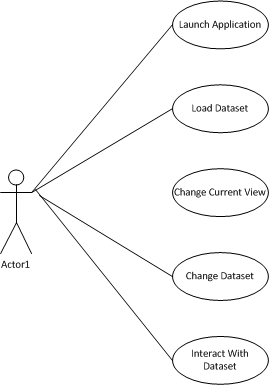 Launch Application
Load Dataset
Change Current View
Actor1
Change Dataset
Interact With
Dataset